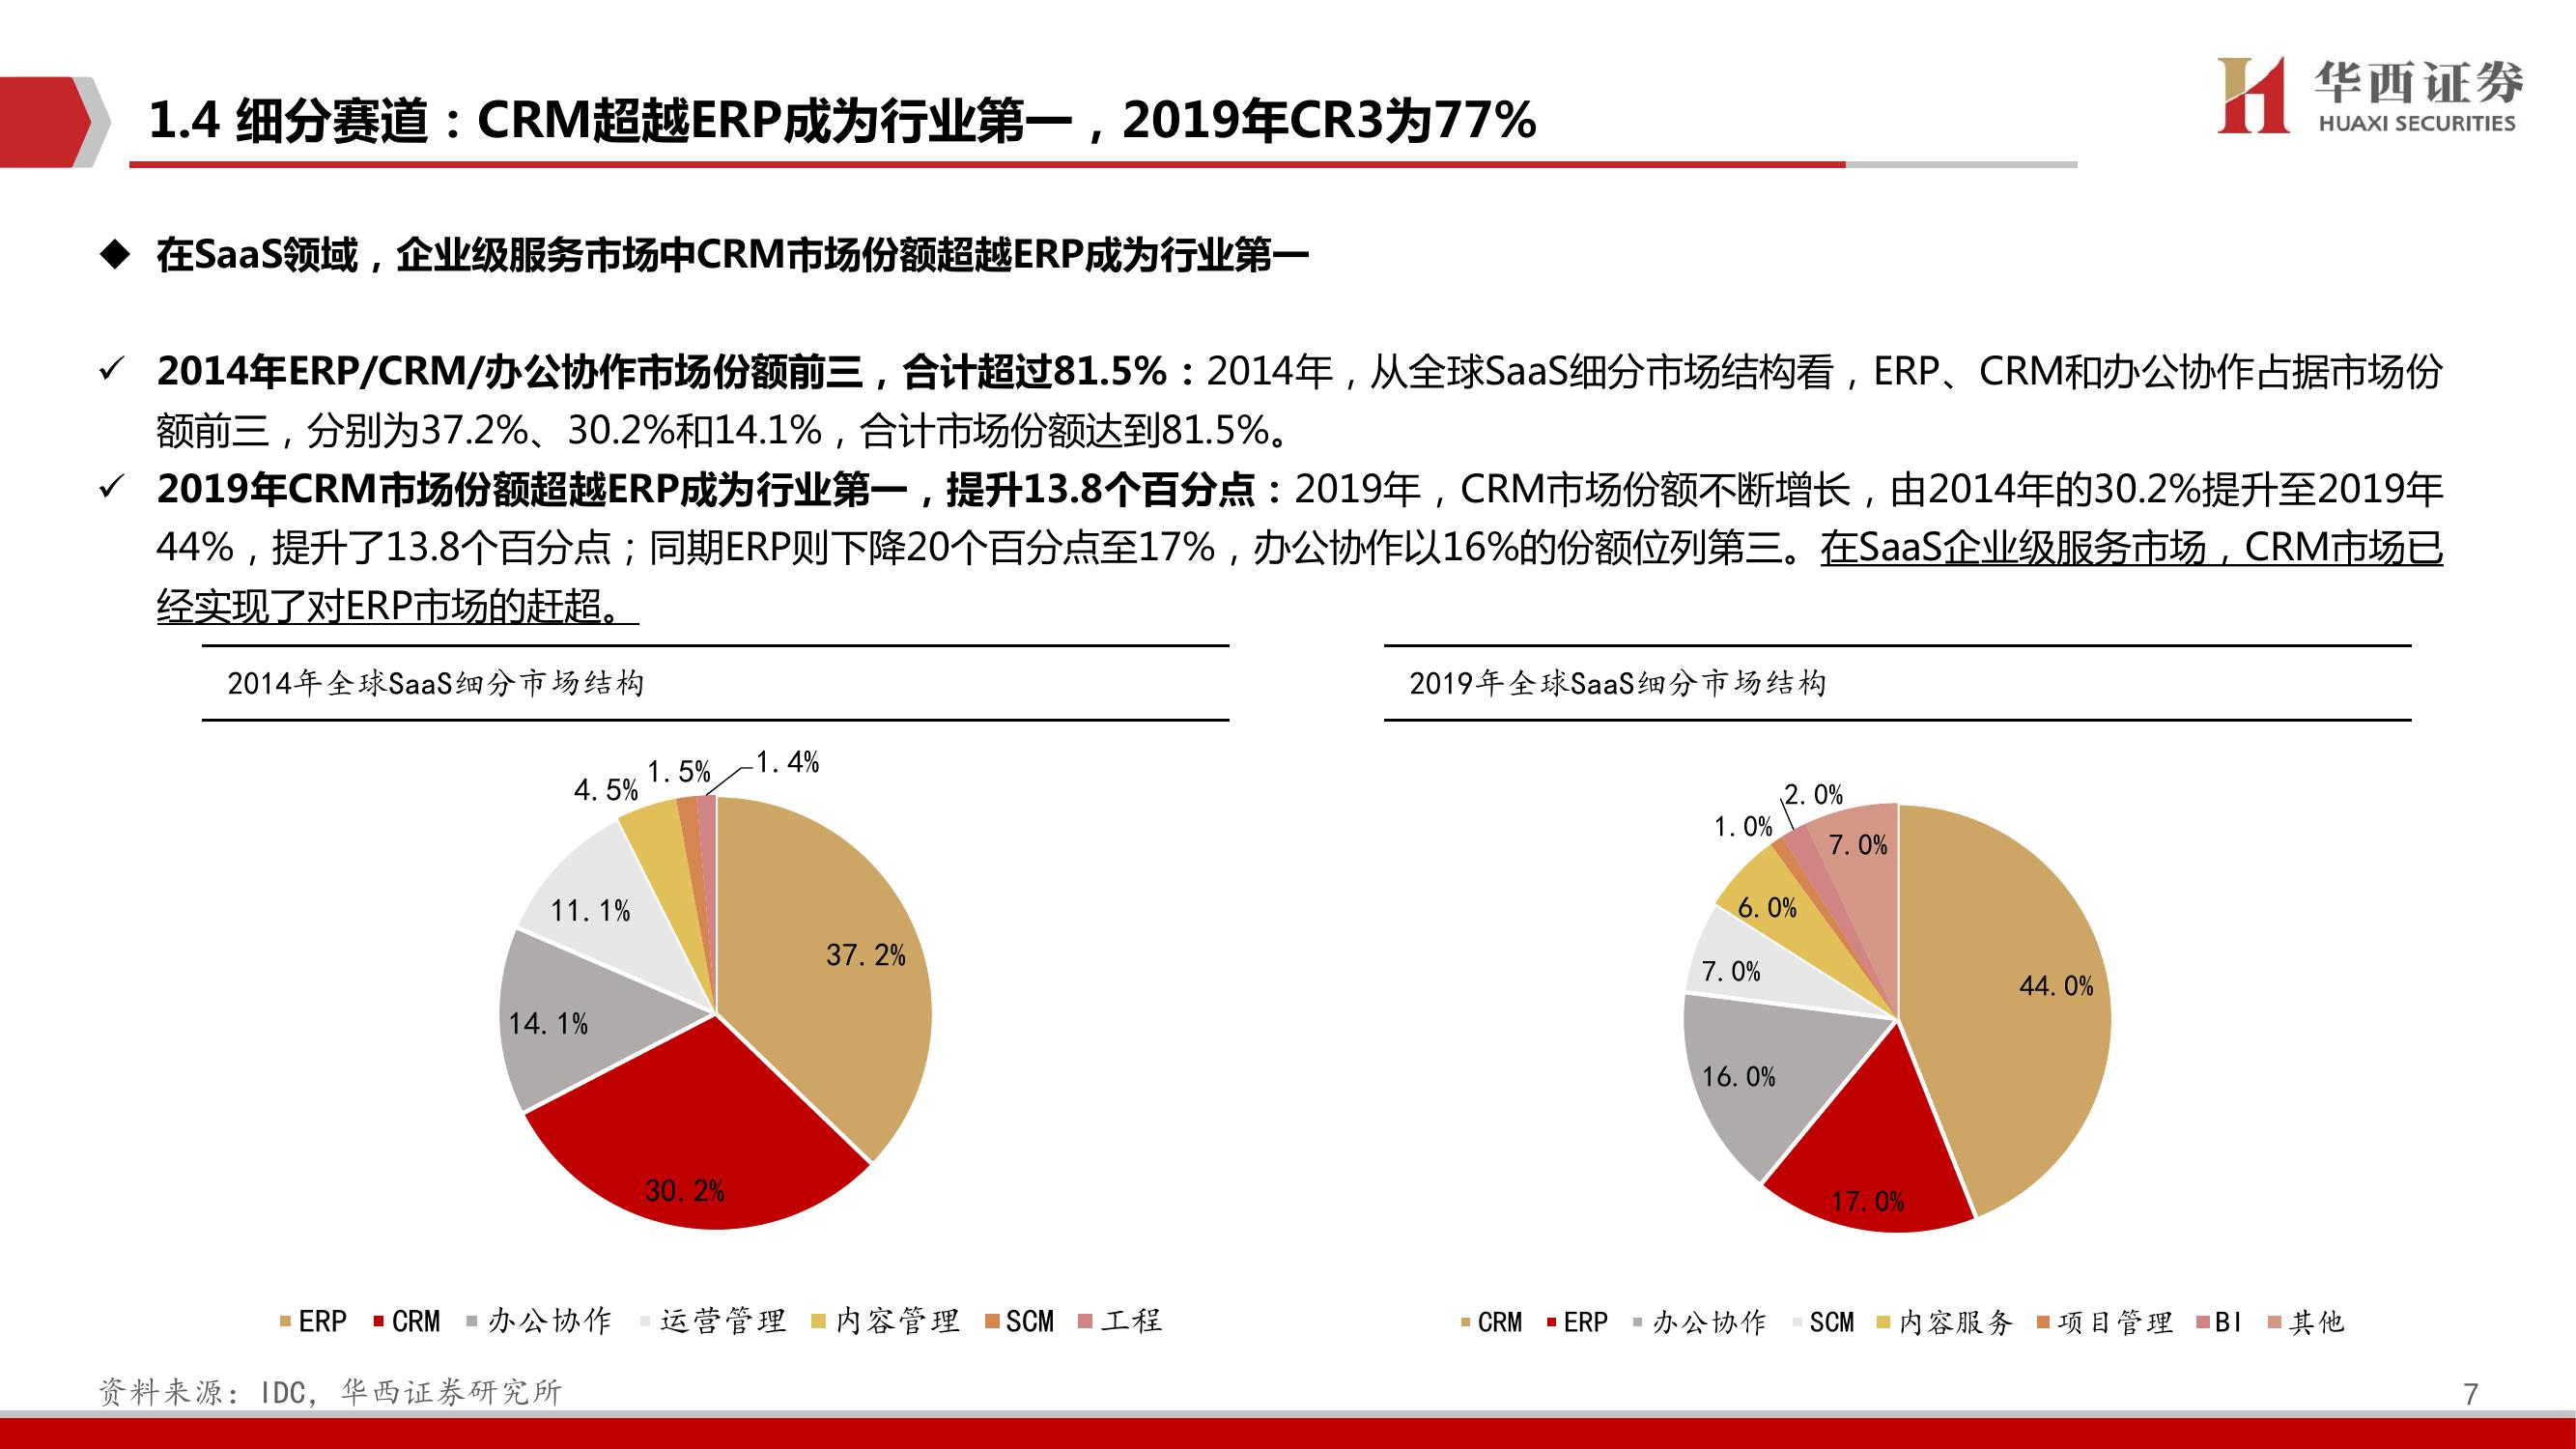 1.4 细分赛道：CRM超越ERP成为行业第一，2019年CR3为77%
华西证券
HUAXI SECURITIES
◆ 在SaaS领域，企业级服务市场中CRM市场份额超越ERP成为行业第一
✓ 2014年ERP/CRM/办公协作市场份额前三，合计超过81.5%：2014年，从全球SaaS细分市场结构看，ERP、CRM和办公协作占据市场份
额前三，分别为37.2%、30.2%和14.1%，合计市场份额达到81.5%。
✓ 2019年CRM市场份额超越ERP成为行业第一，提升13.8个百分点：2019年，CRM市场份额不断增长，由2014年的30.2%提升至2019年
44%，提升了13.8个百分点；同期ERP则下降20个百分点至17%，办公协作以16%的份额位列第三。在SaaS企业级服务市场，CRM市场已
经实现了对ERP市场的赶超。
2014年全球SaaS细分市场结构
1.4%
1.5%
4.5%
11.1%
37.2%
14.1%
30.2%
ERP CRM 办公协作 运营管理 内容管理 SCM 工程
2019年全球SaaS细分市场结构
2.0%
1.0%
7.0%
6.0%
7.0%
44.0%
16.0%
17.0%
CRM ERP 办公协作 SCM 内容服务 项目管理 BI 其他
资料来源：IDC，华西证券研究所
7